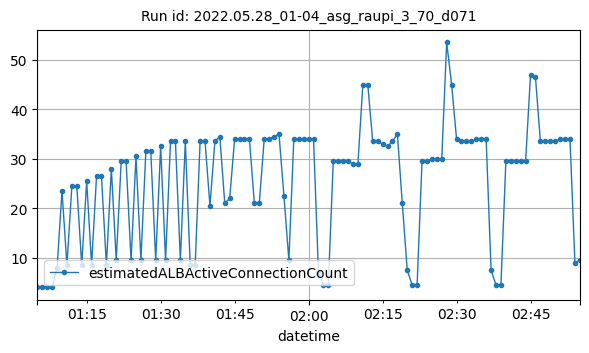 Run id: 2022.05.28_01-04_asg_raupi_3_70_d071
50
40
30
20
10
estimatedALBActiveConnectionCount
01:15 01:30 01:45 02:00 02:15 02:30 02:45
datetime